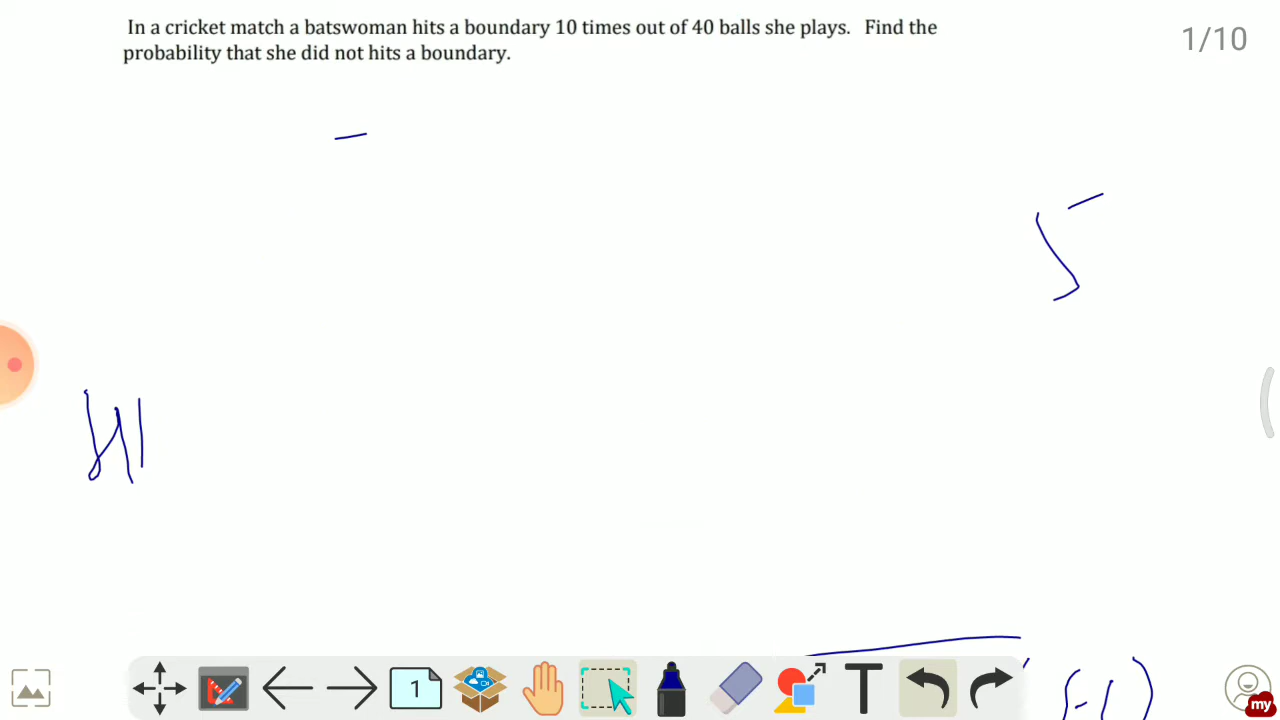 In a cricket match a batswoman hits a boundary 10 times out of 40 balls she plays. Find the
probability that she did not hits a boundary.
1/10
1
T
my